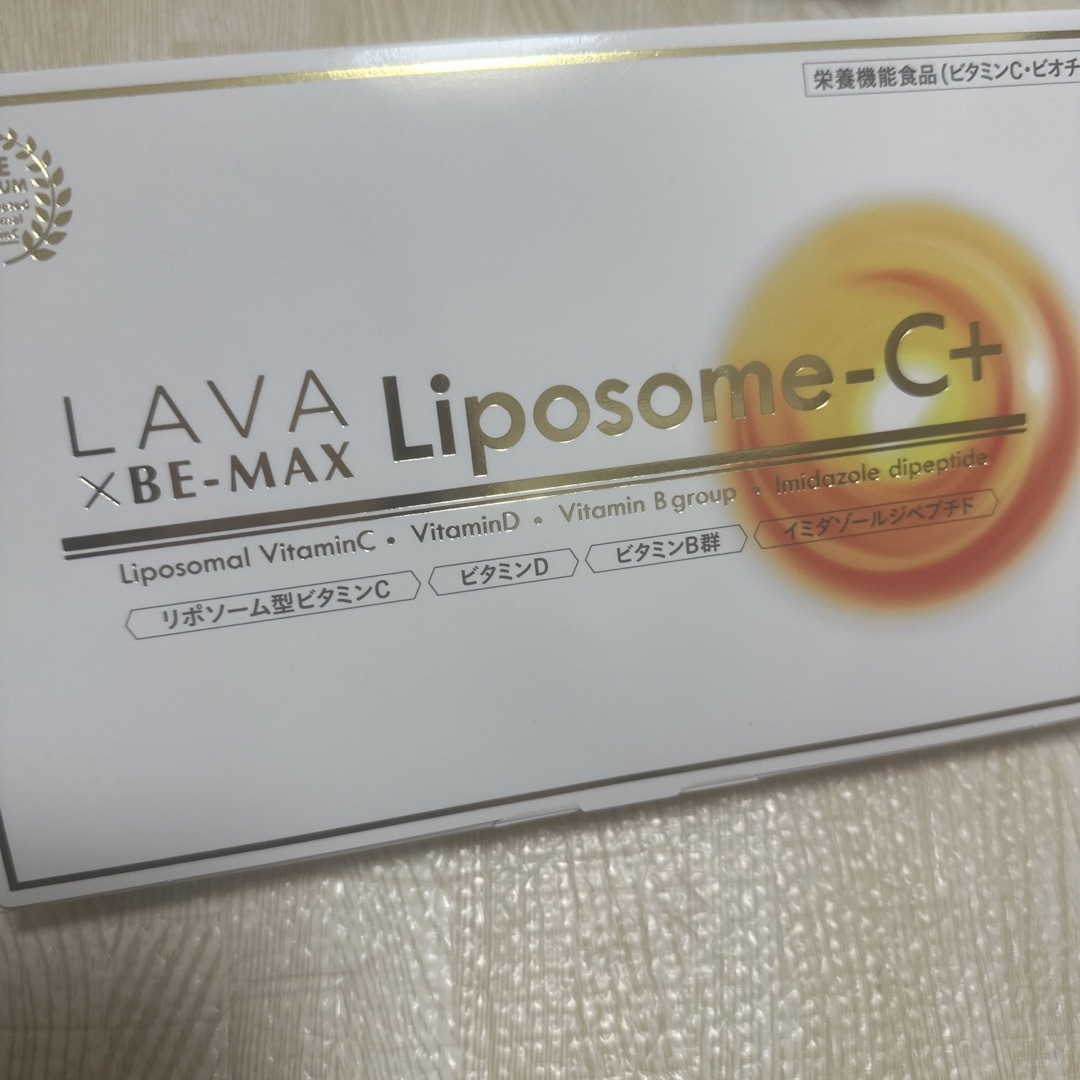 栄養機能食品(ビタミンC・ビオチ
LAVA
×BE-MAX
Liposome-C+
Liposomal VitaminC • VitaminD • Vitamin B group • Imidazole dipeptide
リポソーム型ビタミンC ビタミンD ビタミンB群 イミダゾールジペプチド